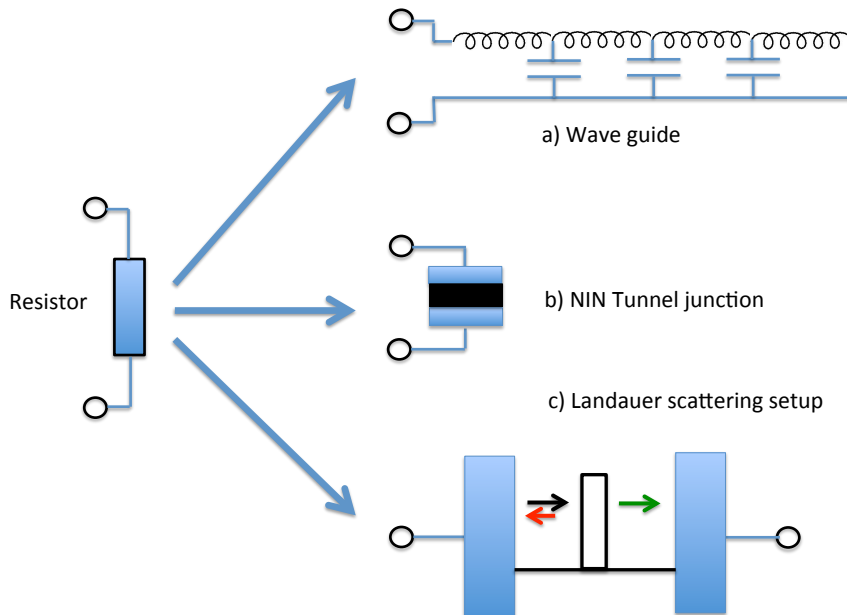 a) Wave guide
Resistor
b) NIN Tunnel junction
c) Landauer scattering setup